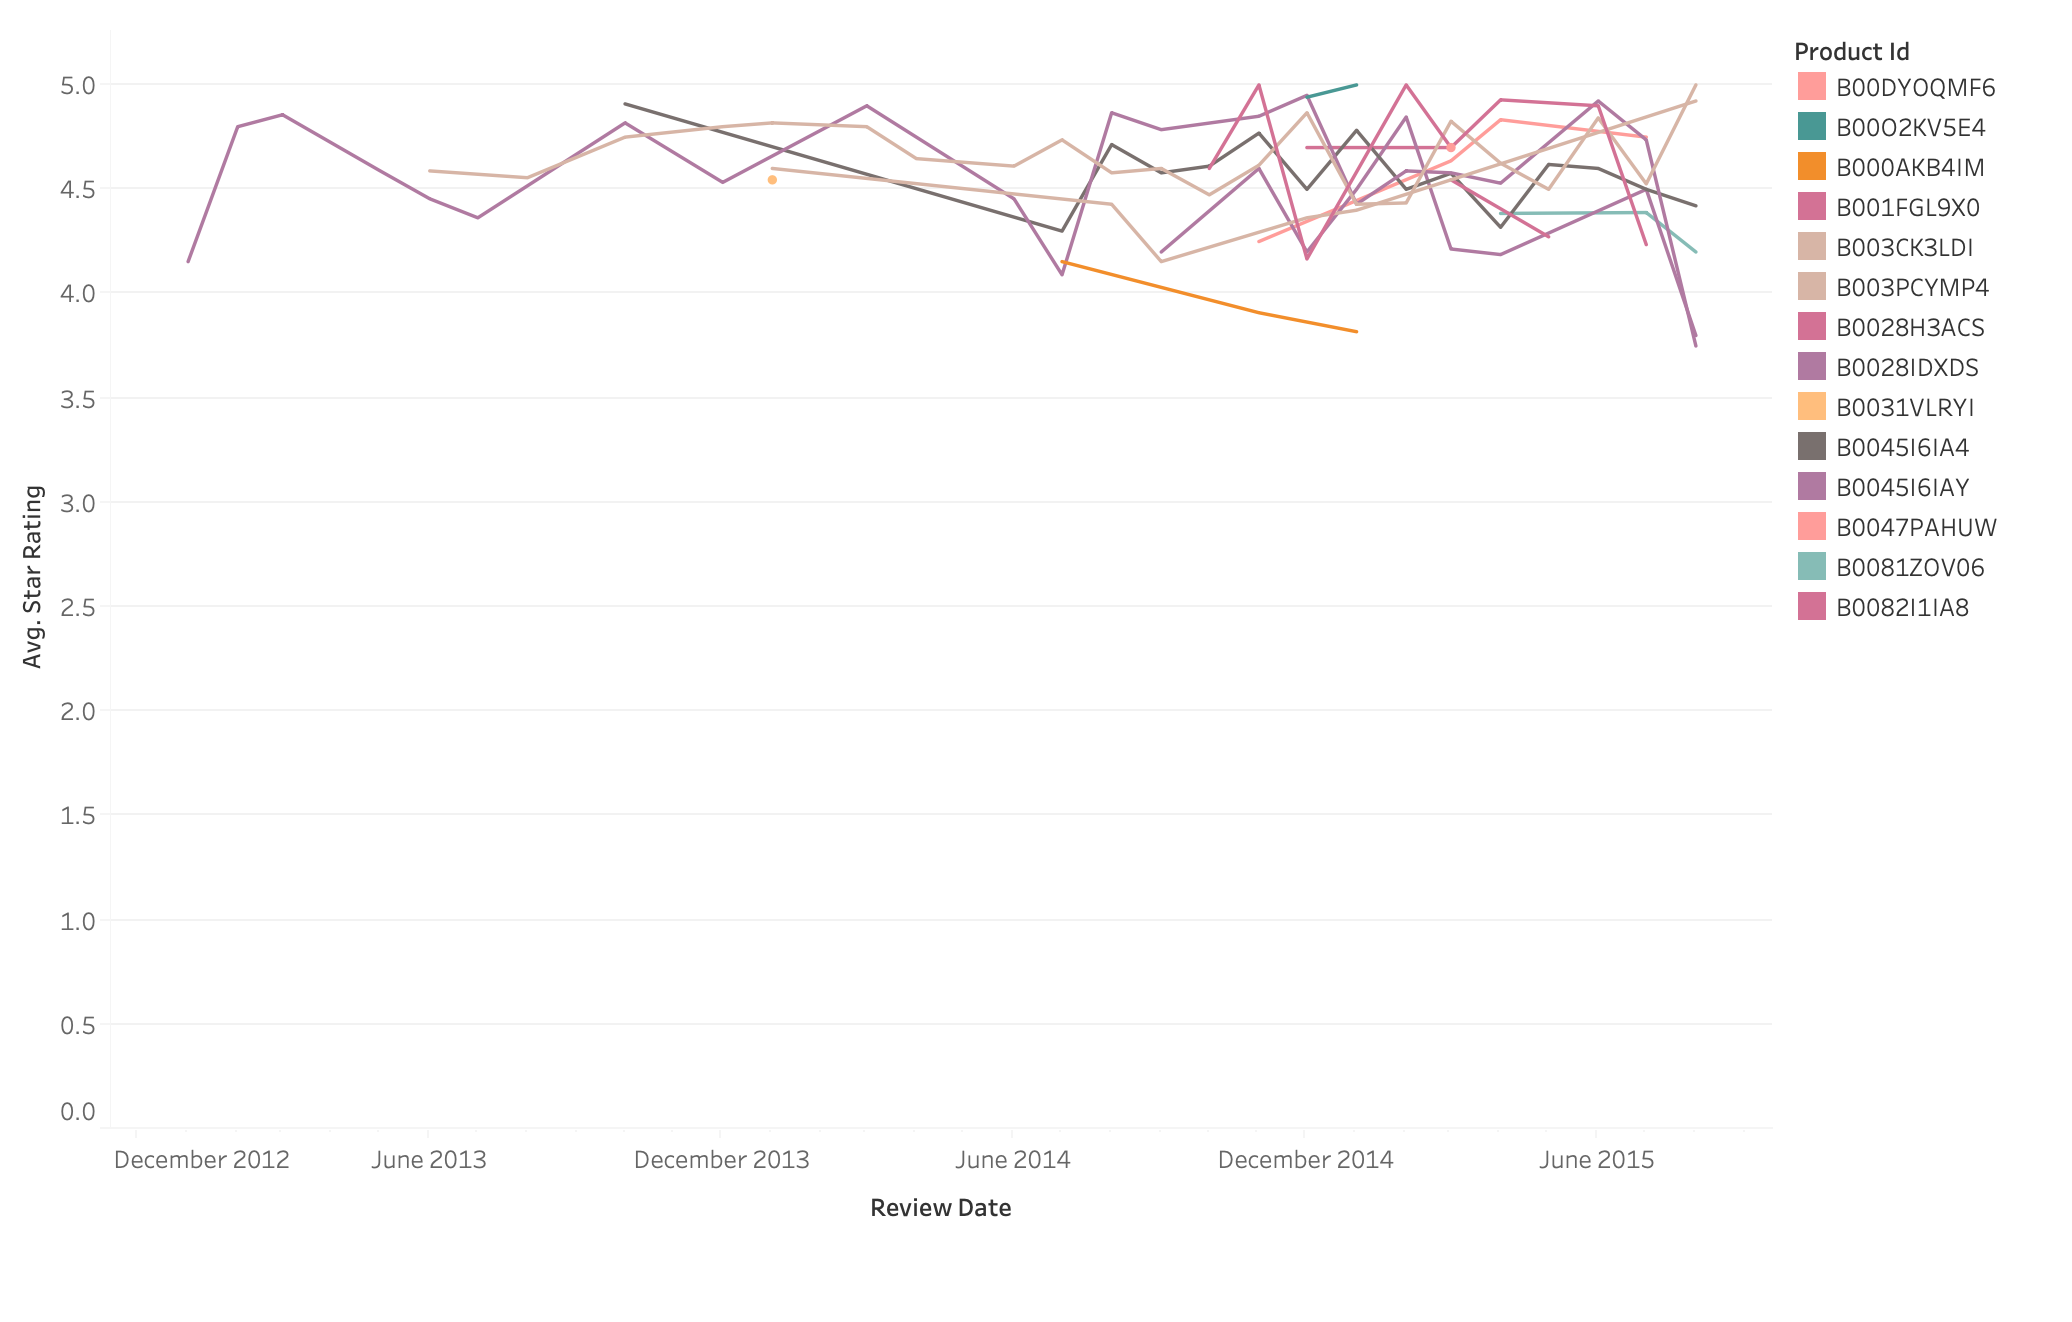 Product Id
B00DYOQMF6
B00O2KV5E4
B000AKB4IM
B001FGL9X0
B003CK3LDI
B003PCYMP4
B0028H3ACS
B0028IDXDS
B0031VLRYI
B0045I6IA4
B0045I6IAY
B0047PAHUW
B0081ZOV06
B0082I1IA8
Avg. Star Rating
5.0
4.5
4.0
3.5
3.0
2.5
2.0
1.5
1.0
0.5
0.0
December 2012 June 2013 December 2013 June 2014 December 2014 June 2015
Review Date